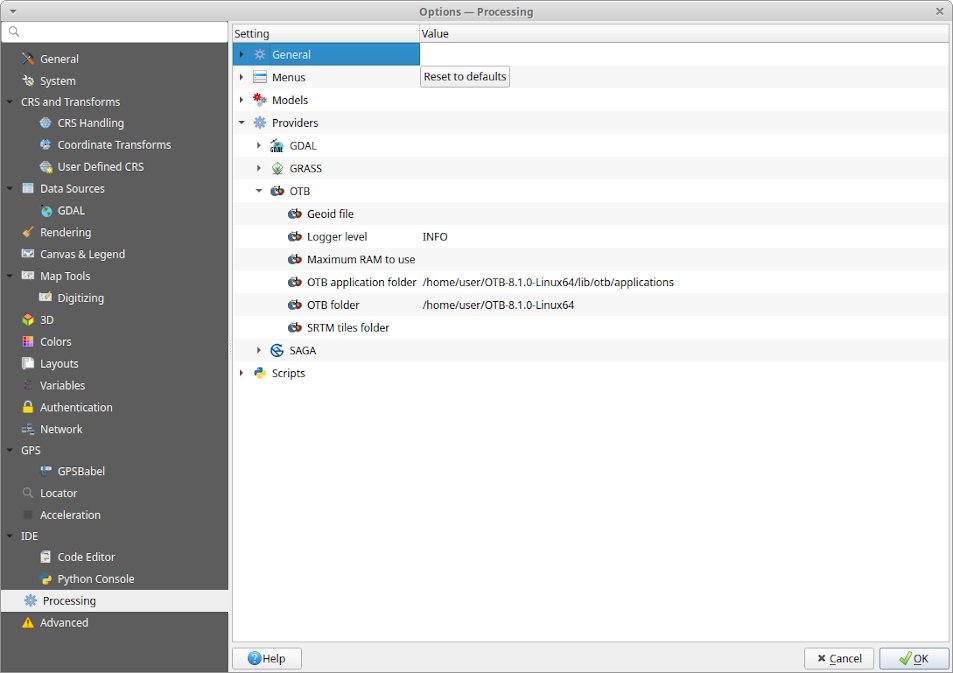 Options — Processing
General
System
CRS and Transforms
CRS Handling
Coordinate Transforms
User Defined CRS
Data Sources
GDAL
Rendering
Canvas & Legend
Map Tools
Digitizing
3D
Colors
Layouts
Variables
Authentication
Network
GPS
GPSBabel
Locator
Acceleration
IDE
Code Editor
Python Console
Processing
Advanced
Setting Value
General
Menus Reset to defaults
Models
Providers
GDAL
GRASS
OTB
Geoid file
Logger level INFO
Maximum RAM to use
OTB application folder /home/user/OTB-8.1.0-Linux64/lib/otb/applications
OTB folder /home/user/OTB-8.1.0-Linux64
SRTM tiles folder
SAGA
Scripts
Help Cancel OK